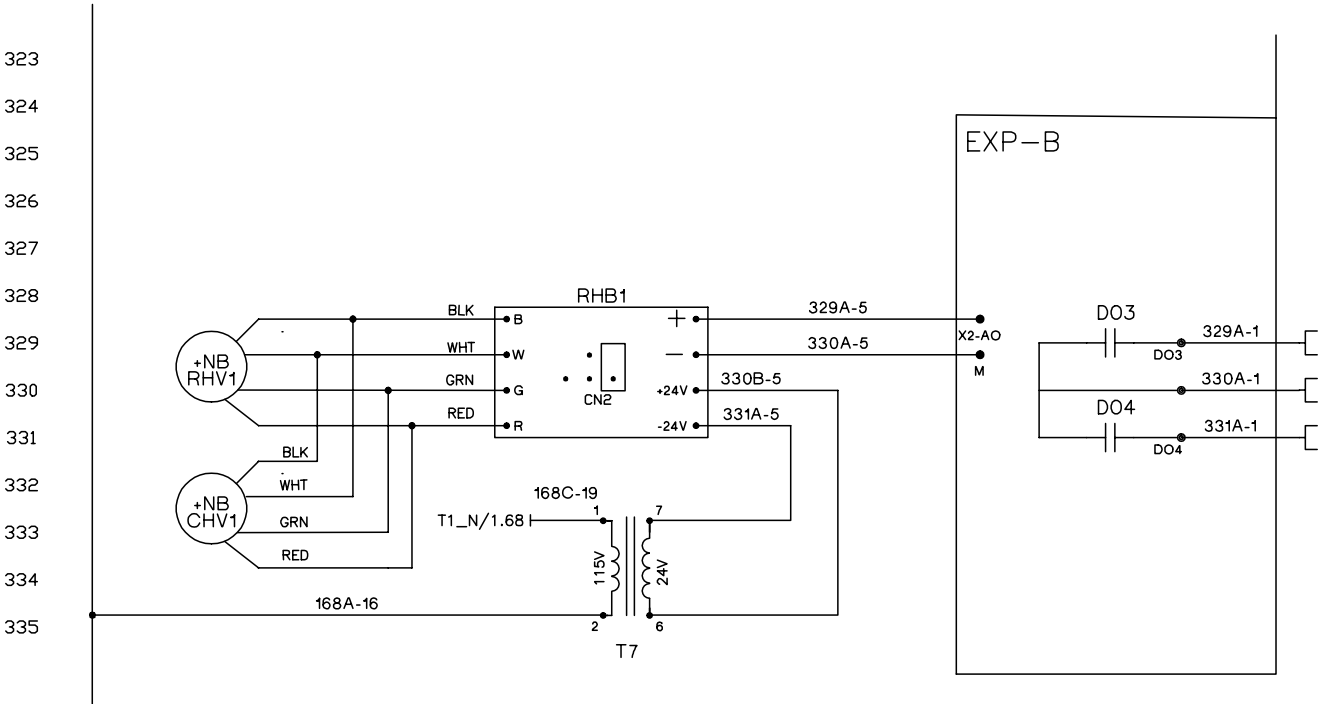 323
324
325
EXP-B
326
327
328
RHB1
BLK
B
+
329A-5
DO3
X2-AO
329
WHT
W
—
330A-5
329A-1
DO3
+NB
RHV1
M
330
GRN
G
CN2
+24V
330B-5
330A-1
RED
R
-24V
331A-5
DO4
331
331A-1
DO4
BLK
332
WHT
168C-19
+NB
CHV1
1
7
333
GRN
T1_N/1.68
RED
334
115V
24V
168A-16
335
2
6
T7